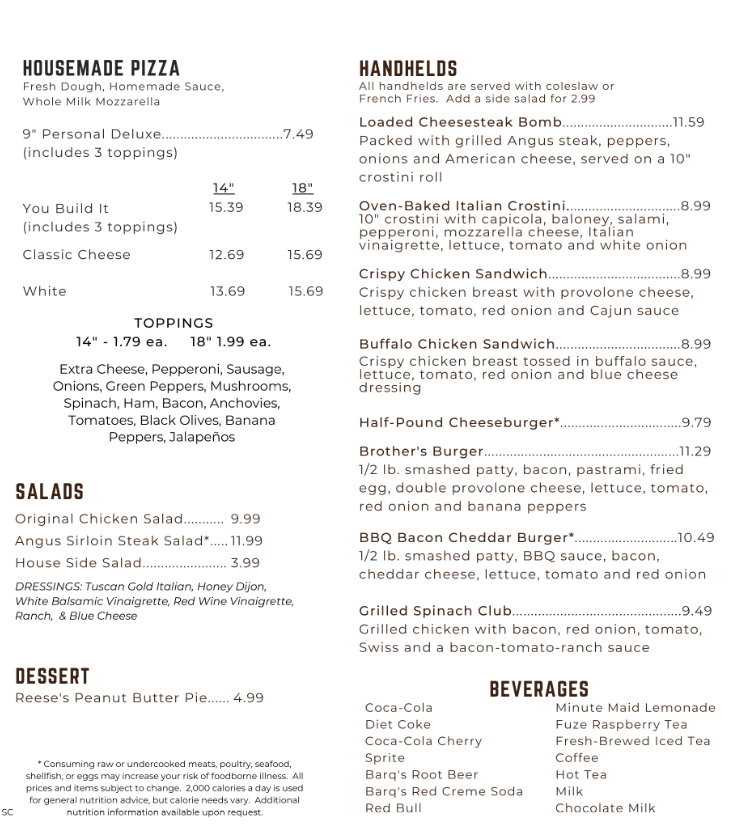 HOUSEMADE PIZZA
Fresh Dough, Homemade Sauce,
Whole Milk Mozzarella
9" Personal Deluxe................................7.49
(includes 3 toppings)
14" 18"
You Build It 15.39 18.39
(includes 3 toppings)
Classic Cheese 12.69 15.69
White 13.69 15.69
TOPPINGS
14" - 1.79 ea. 18" 1.99 ea.
Extra Cheese, Pepperoni, Sausage,
Onions, Green Peppers, Mushrooms,
Spinach, Ham, Bacon, Anchovies,
Tomatoes, Black Olives, Banana
Peppers, Jalapeños
SALADS
Original Chicken Salad.......... 9.99
Angus Sirloin Steak Salad*.....11.99
House Side Salad...................... 3.99
DRESSINGS: Tuscan Gold Italian, Honey Dijon,
White Balsamic Vinaigrette, Red Wine Vinaigrette,
Ranch, & Blue Cheese
DESSERT
Reese's Peanut Butter Pie...... 4.99
* Consuming raw or undercooked meats, poultry, seafood,
shellfish, or eggs may increase your risk of foodborne illness. All
prices and items subject to change. 2,000 calories a day is used
for general nutrition advice, but calorie needs vary. Additional
nutrition information available upon request.
SC
HANDHELDS
All handhelds are served with coleslaw or
French Fries. Add a side salad for 2.99
Loaded Cheesesteak Bomb..............................11.59
Packed with grilled Angus steak, peppers,
onions and American cheese, served on a 10"
crostini roll
Oven-Baked Italian Crostini...............................8.99
10" crostini with capicola, baloney, salami,
pepperoni, mozzarella cheese, Italian
vinaigrette, lettuce, tomato and white onion
Crispy Chicken Sandwich....................................8.99
Crispy chicken breast with provolone cheese,
lettuce, tomato, red onion and Cajun sauce
Buffalo Chicken Sandwich..................................8.99
Crispy chicken breast tossed in buffalo sauce,
lettuce, tomato, red onion and blue cheese
dressing
Half-Pound Cheeseburger*.................................9.79
Brother's Burger.....................................................11.29
1/2 lb. smashed patty, bacon, pastrami, fried
egg, double provolone cheese, lettuce, tomato,
red onion and banana peppers
BBQ Bacon Cheddar Burger*............................10.49
1/2 lb. smashed patty, BBQ sauce, bacon,
cheddar cheese, lettuce, tomato and red onion
Grilled Spinach Club..............................................9.49
Grilled chicken with bacon, red onion, tomato,
Swiss and a bacon-tomato-ranch sauce
BEVERAGES
Coca-Cola
Diet Coke
Coca-Cola Cherry
Sprite
Barq's Root Beer
Barq's Red Creme Soda
Red Bull
Minute Maid Lemonade
Fuze Raspberry Tea
Fresh-Brewed Iced Tea
Coffee
Hot Tea
Milk
Chocolate Milk